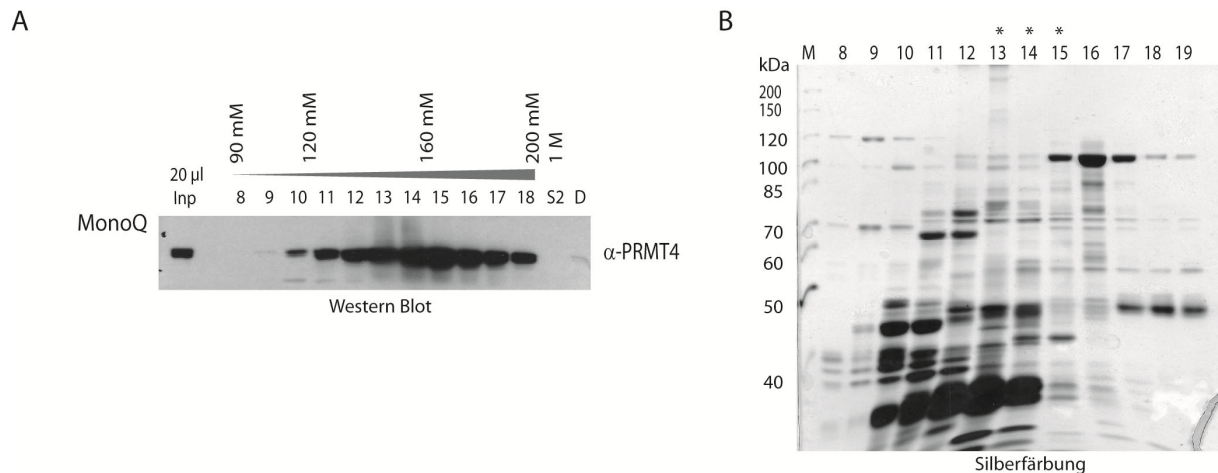 A
90 mM
120 mM
160 mM
200 mM
1 M
20 µl
Inp 8 9 10 11 12 13 14 15 16 17 18 S2 D
MonoQ
α-PRMT4
Western Blot
B
* * *
M 8 9 10 11 12 13 14 15 16 17 18 19
kDa
200
150
120
100
85
70
60
50
40
Silberfärbung